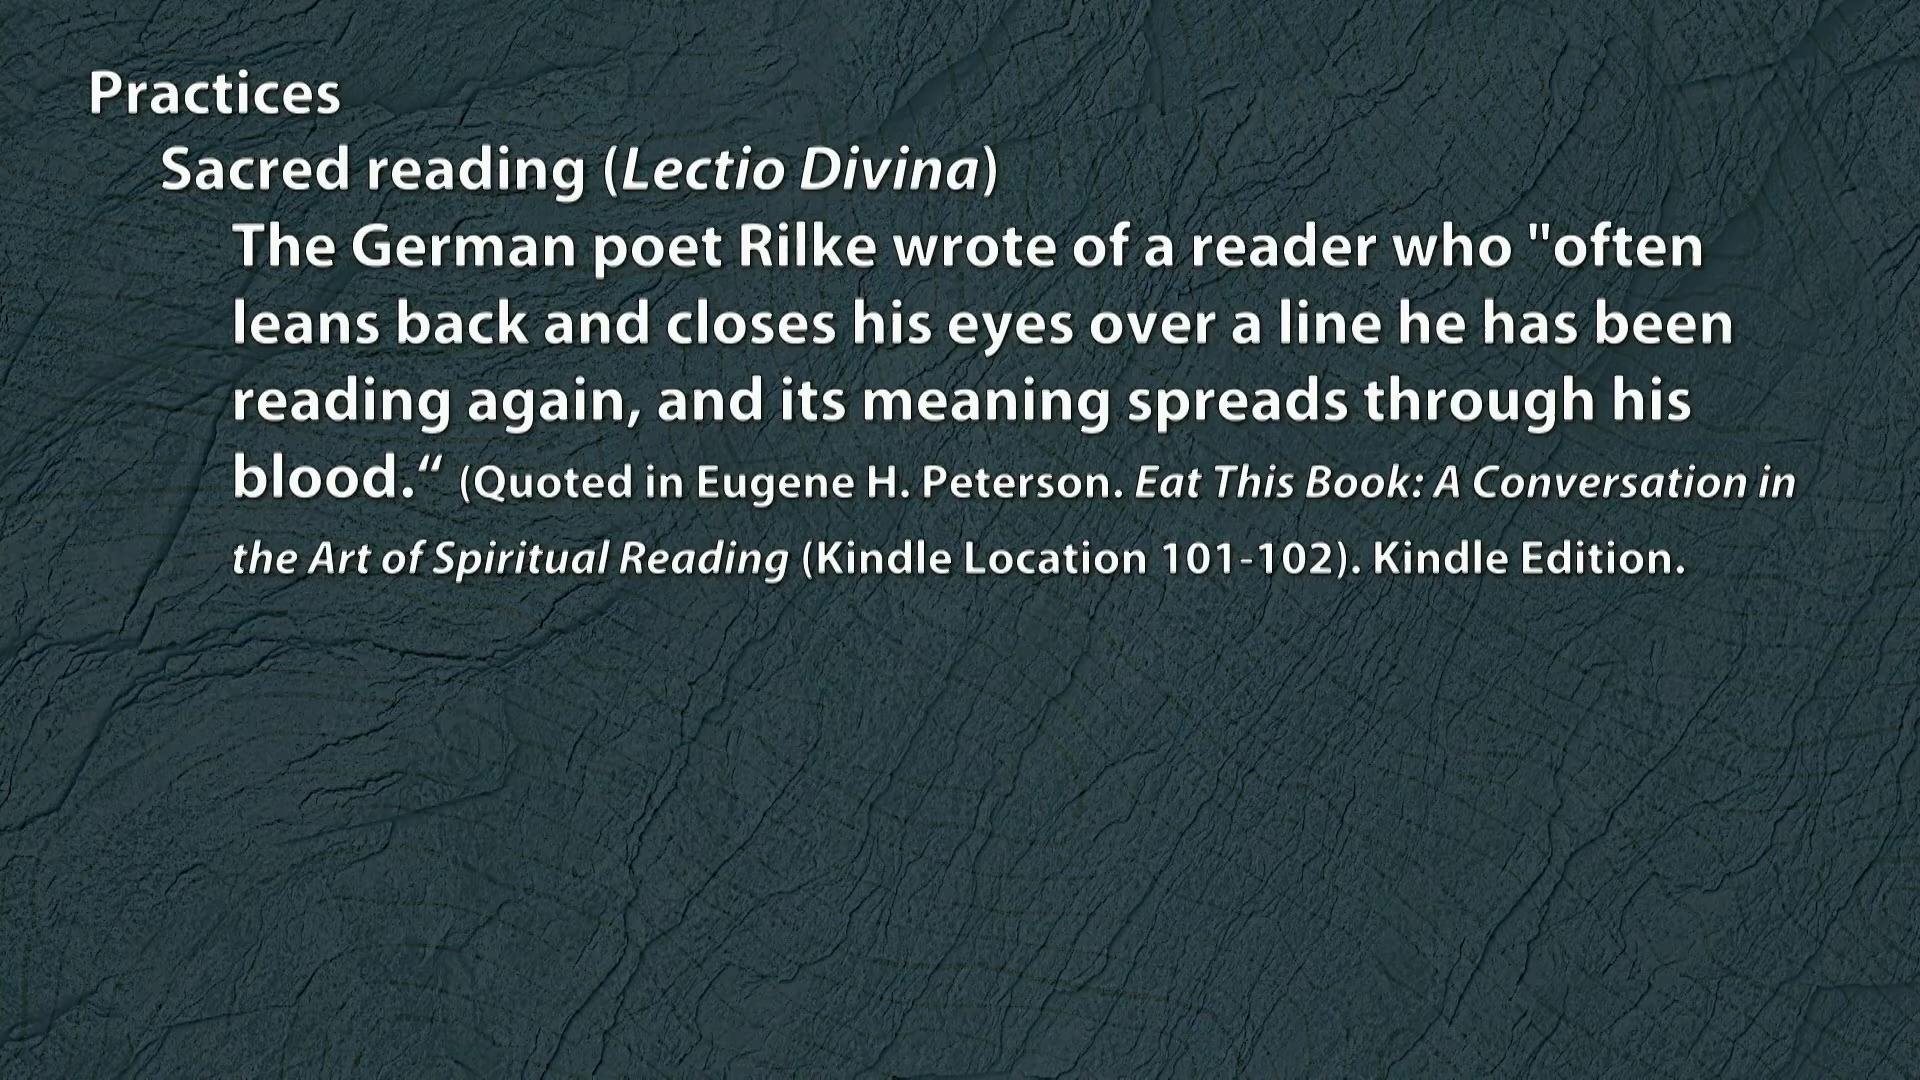 Practices
Sacred reading (Lectio Divina)
The German poet Rilke wrote of a reader who "often
leans back and closes his eyes over a line he has been
reading again, and its meaning spreads through his
blood.“ (Quoted in Eugene H. Peterson. Eat This Book: A Conversation in
the Art of Spiritual Reading (Kindle Location 101-102). Kindle Edition.